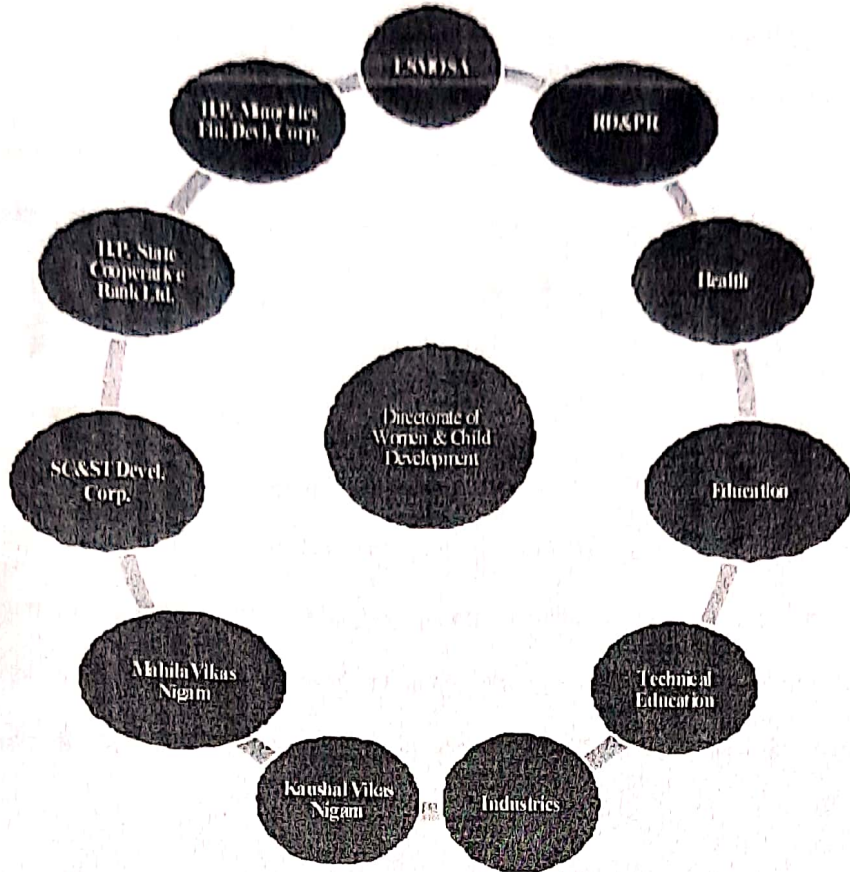 ESMOSA
RD&PR
Health
Education
Technical
Education
Industries
Kaushal Vikas
Nigam
Mahila Vikas
Nigam
SC&ST Devel.
Corp.
H.P. State
Cooperative
Bank Ltd.
H.P. Minorities
Fin. Devl. Corp.
Directorate of
Women & Child
Development